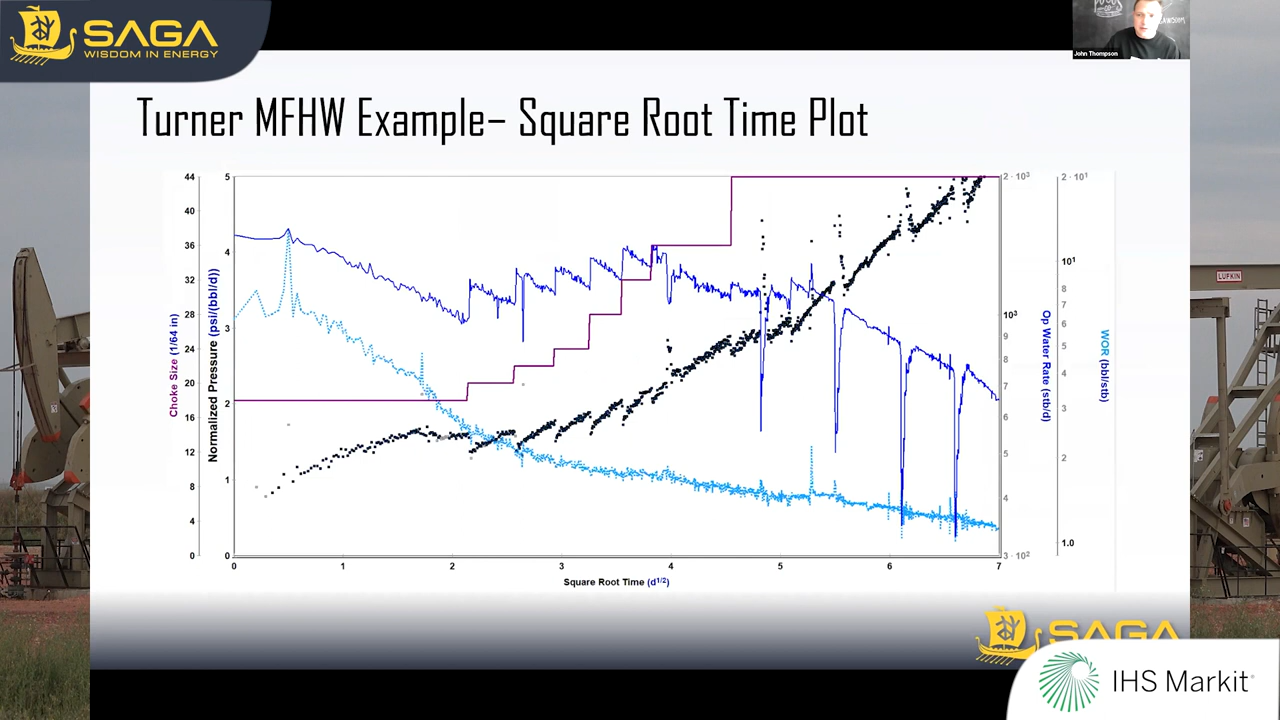 SAGA
WISDOM IN ENERGY
John Thompson
Turner MFHW Example– Square Root Time Plot
44
40
36
32
28
24
20
16
12
8
4
0
Choke Size (1/64 in)
5
4
3
2
1
0
Normalized Pressure (psi/(bbl/d))
0
1
2
3
4
5
6
7
Square Root Time (d1/2)
2 · 10³
10³
9
8
7
6
5
4
3 · 10²
Op Water Rate (stb/d)
2 · 10¹
10¹
9
8
7
6
5
4
3
2
1.0
WOR (bbl/stb)
LUFKIN
SAGA
IHS Markit